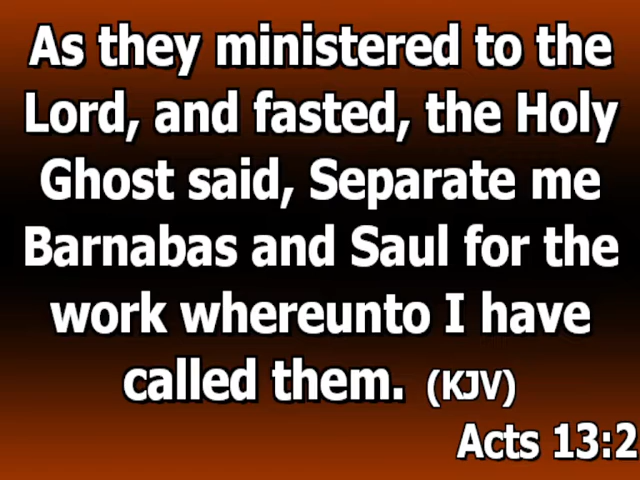 As they ministered to the
Lord, and fasted, the Holy
Ghost said, Separate me
Barnabas and Saul for the
work whereunto I have
called them. (KJV)
Acts 13:2